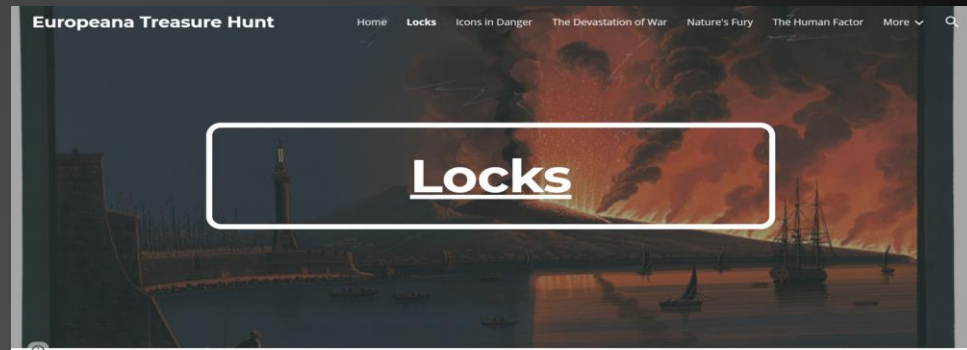 Europeana Treasure Hunt Home Locks Icons in Danger The Devastation of War Nature's Fury The Human Factor More
Locks